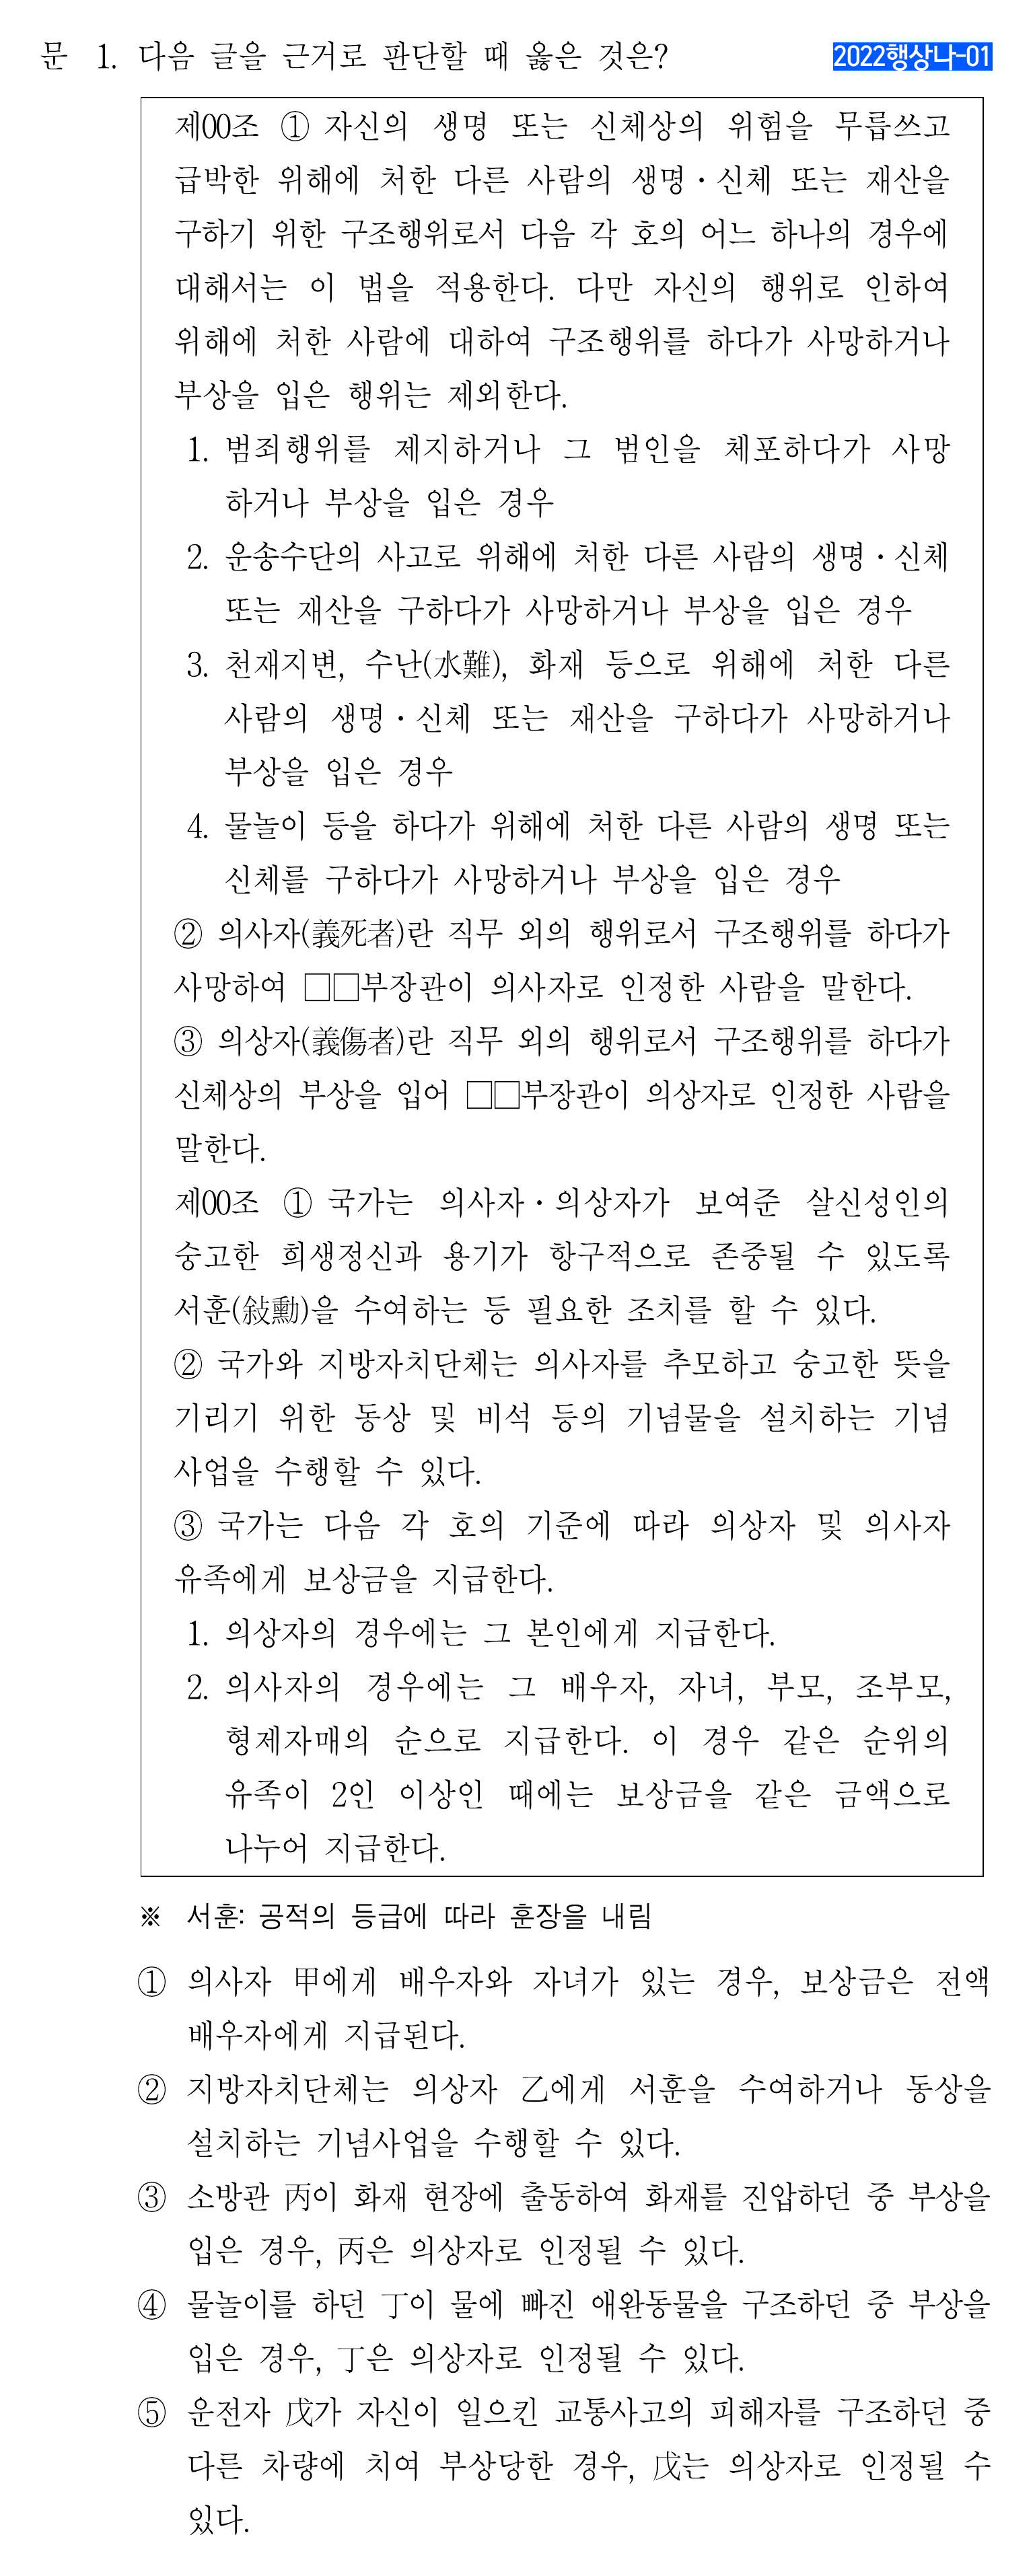 문 1. 다음 글을 근거로 판단할 때 옳은 것은?
2022행상나-01
제00조 ① 자신의 생명 또는 신체상의 위험을 무릅쓰고
급박한 위해에 처한 다른 사람의 생명·신체 또는 재산을
구하기 위한 구조행위로서 다음 각 호의 어느 하나의 경우에
대해서는 이 법을 적용한다. 다만 자신의 행위로 인하여
위해에 처한 사람에 대하여 구조행위를 하다가 사망하거나
부상을 입은 행위는 제외한다.
1. 범죄행위를 제지하거나 그 범인을 체포하다가 사망
하거나 부상을 입은 경우
2. 운송수단의 사고로 위해에 처한 다른 사람의 생명·신체
또는 재산을 구하다가 사망하거나 부상을 입은 경우
3. 천재지변, 수난(水難), 화재 등으로 위해에 처한 다른
사람의 생명·신체 또는 재산을 구하다가 사망하거나
부상을 입은 경우
4. 물놀이 등을 하다가 위해에 처한 다른 사람의 생명 또는
신체를 구하다가 사망하거나 부상을 입은 경우
② 의사자(義死者)란 직무 외의 행위로서 구조행위를 하다가
사망하여 □□부장관이 의사자로 인정한 사람을 말한다.
③ 의상자(義傷者)란 직무 외의 행위로서 구조행위를 하다가
신체상의 부상을 입어 □□부장관이 의상자로 인정한 사람을
말한다.
제00조 ① 국가는 의사자·의상자가 보여준 살신성인의
숭고한 희생정신과 용기가 항구적으로 존중될 수 있도록
서훈(敍勳)을 수여하는 등 필요한 조치를 할 수 있다.
② 국가와 지방자치단체는 의사자를 추모하고 숭고한 뜻을
기리기 위한 동상 및 비석 등의 기념물을 설치하는 기념
사업을 수행할 수 있다.
③ 국가는 다음 각 호의 기준에 따라 의상자 및 의사자
유족에게 보상금을 지급한다.
1. 의상자의 경우에는 그 본인에게 지급한다.
2. 의사자의 경우에는 그 배우자, 자녀, 부모, 조부모,
형제자매의 순으로 지급한다. 이 경우 같은 순위의
유족이 2인 이상인 때에는 보상금을 같은 금액으로
나누어 지급한다.
※ 서훈: 공적의 등급에 따라 훈장을 내림
① 의사자 甲에게 배우자와 자녀가 있는 경우, 보상금은 전액
배우자에게 지급된다.
② 지방자치단체는 의상자 乙에게 서훈을 수여하거나 동상을
설치하는 기념사업을 수행할 수 있다.
③ 소방관 丙이 화재 현장에 출동하여 화재를 진압하던 중 부상을
입은 경우, 丙은 의상자로 인정될 수 있다.
④ 물놀이를 하던 丁이 물에 빠진 애완동물을 구조하던 중 부상을
입은 경우, 丁은 의상자로 인정될 수 있다.
⑤ 운전자 戊가 자신이 일으킨 교통사고의 피해자를 구조하던 중
다른 차량에 치여 부상당한 경우, 戊는 의상자로 인정될 수
있다.